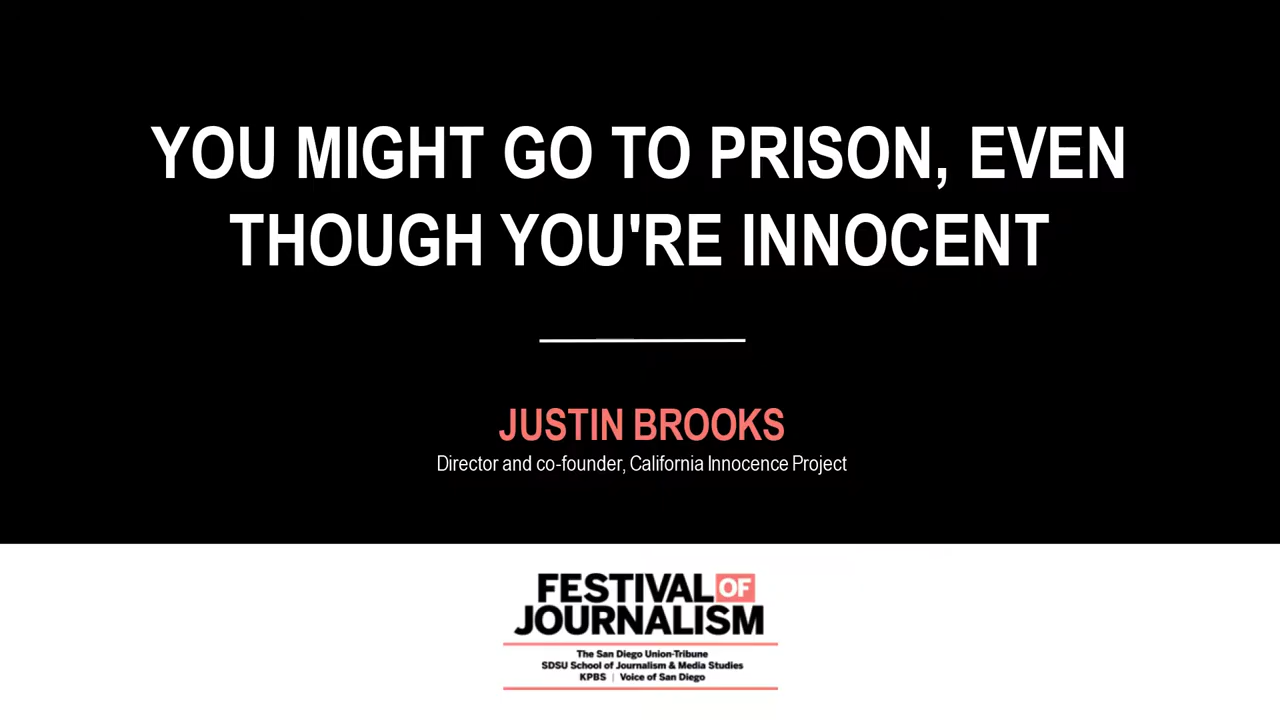 YOU MIGHT GO TO PRISON, EVEN
THOUGH YOU'RE INNOCENT
JUSTIN BROOKS
Director and co-founder, California Innocence Project
FESTIVAL OF
JOURNALISM
The San Diego Union-Tribune
SDSU School of Journalism & Media Studies
KPBS | Voice of San Diego